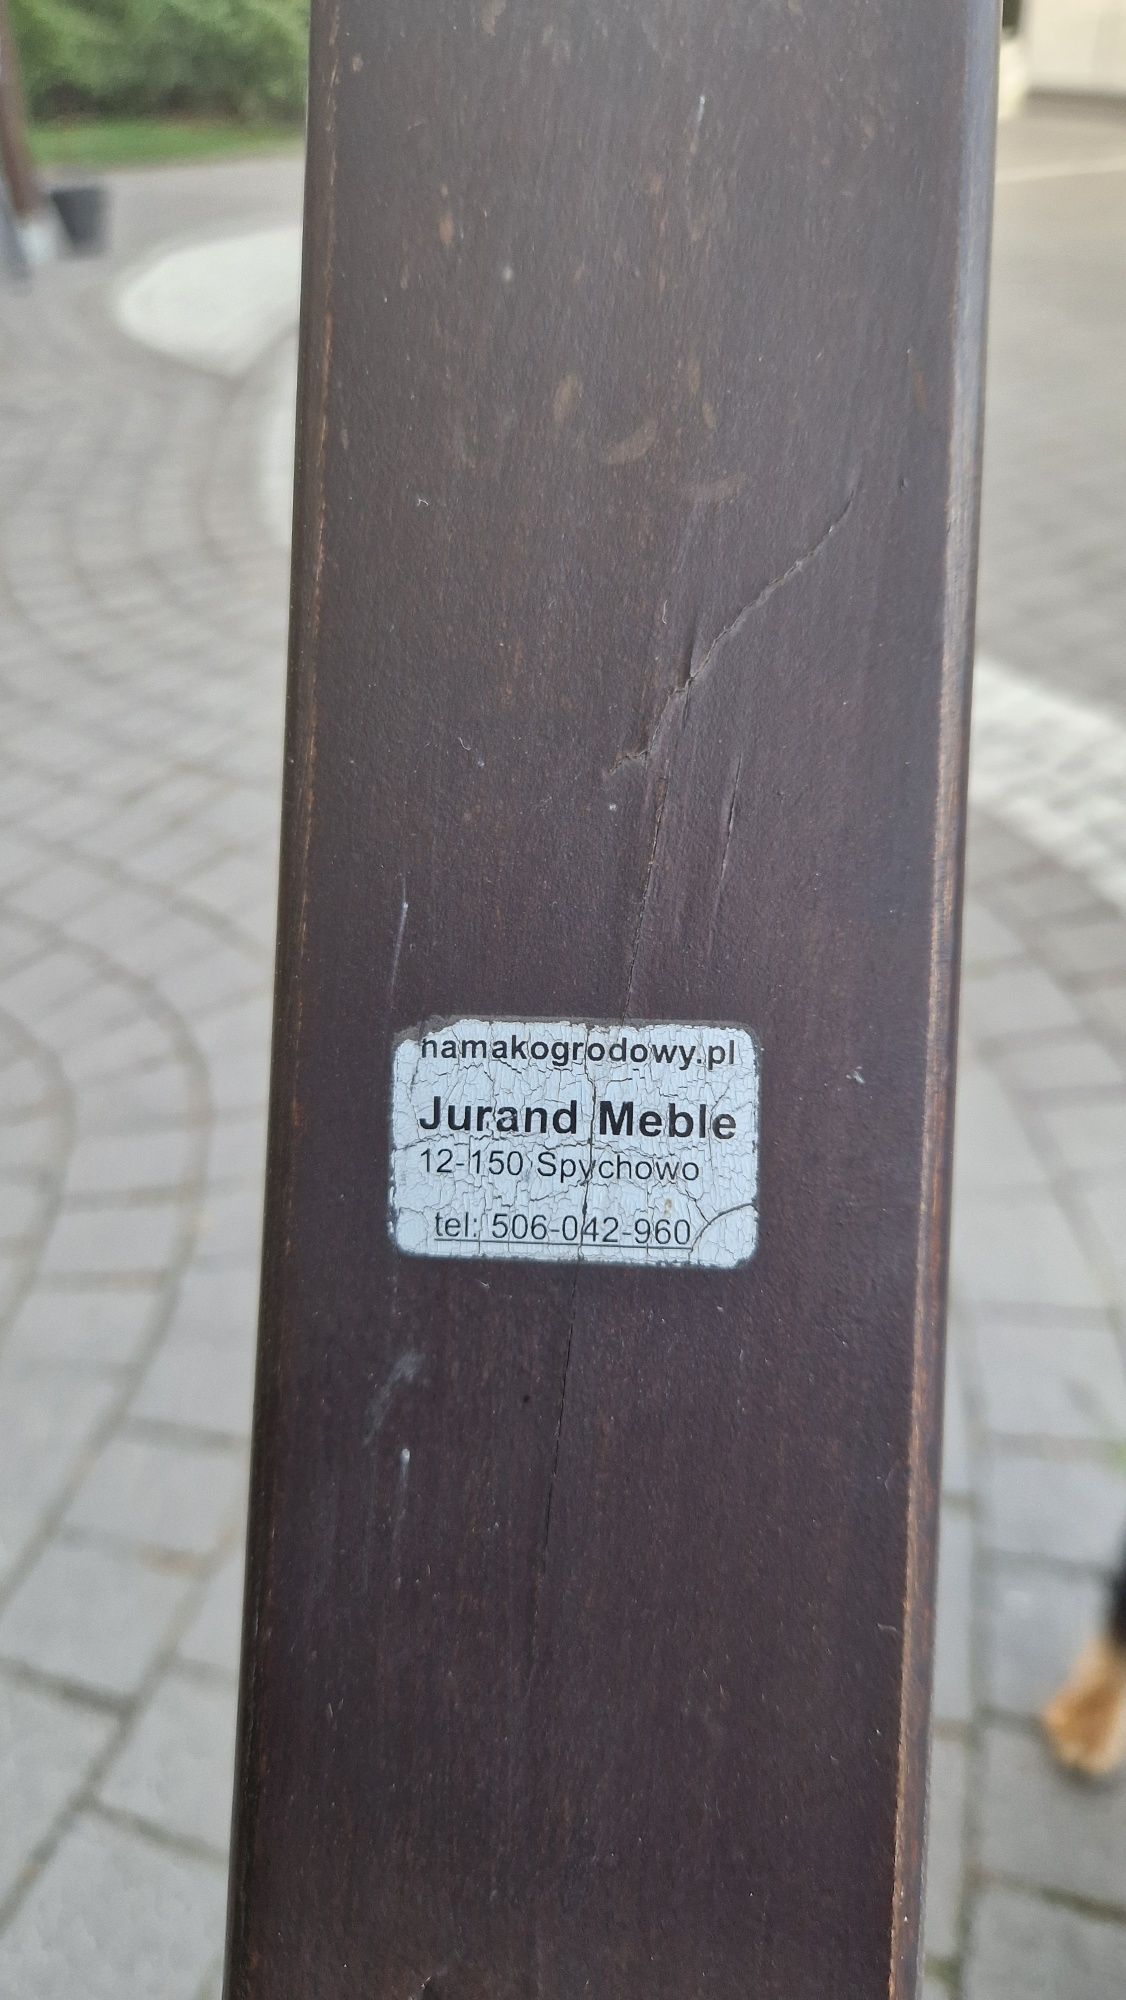 hamakogrodowy.pl
Jurand Meble
12-150 Spychowo
tel: 506-042-960